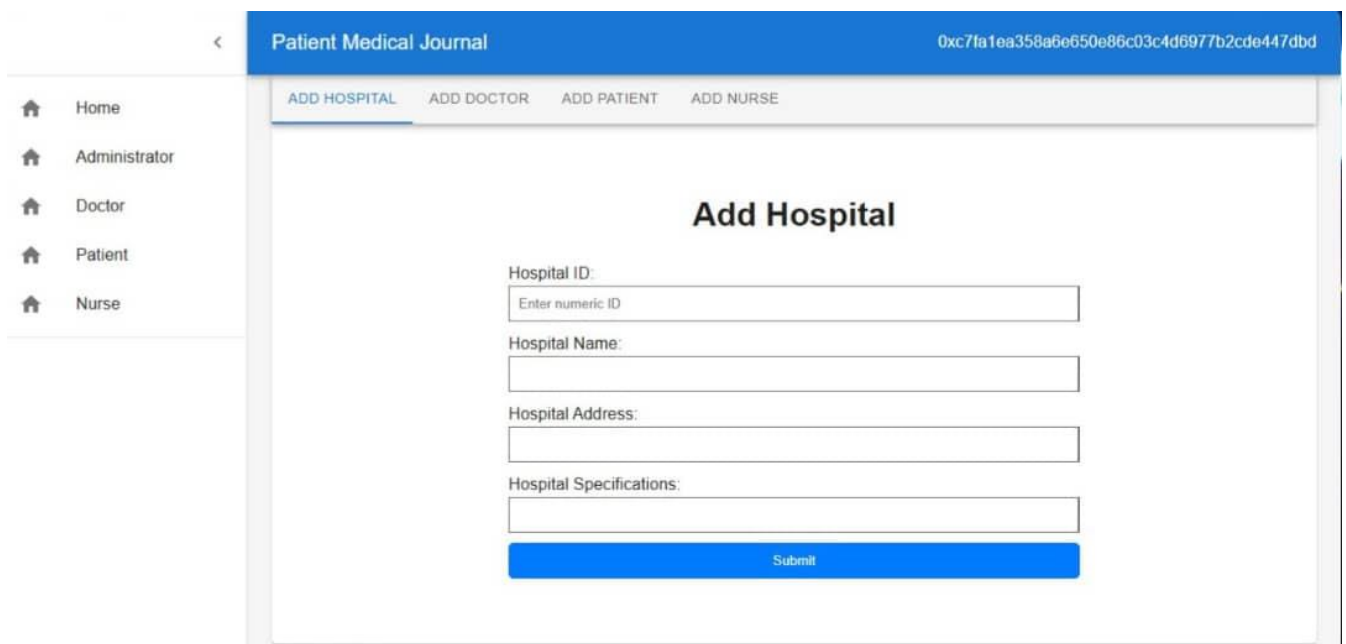 Patient Medical Journal
0xc7fa1ea358a6e650e86c03c4d6977b2cde447dbd
Home
Administrator
Doctor
Patient
Nurse
ADD HOSPITAL ADD DOCTOR ADD PATIENT ADD NURSE
Add Hospital
Hospital ID:
Enter numeric ID
Hospital Name:
Hospital Address:
Hospital Specifications:
Submit